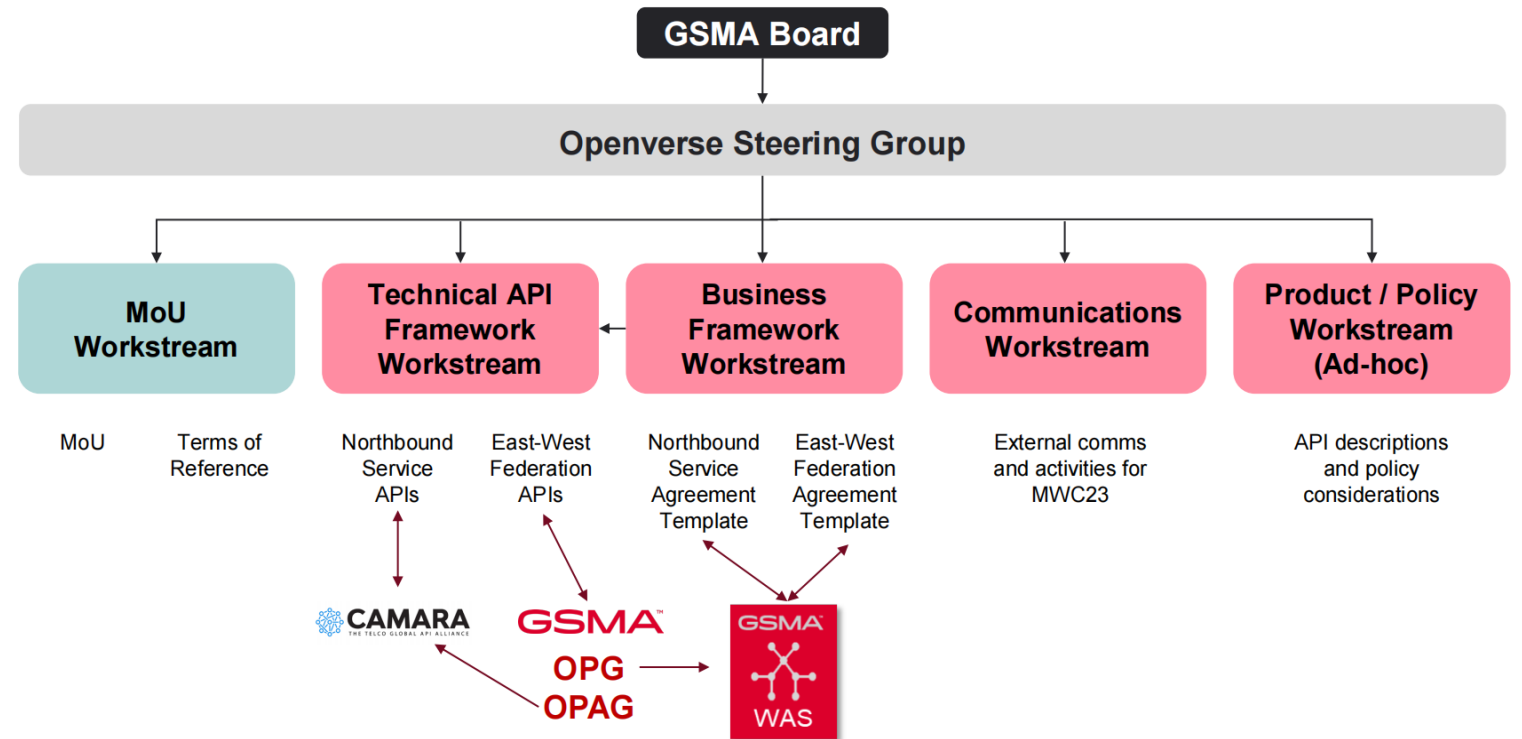 GSMA Board
Openverse Steering Group
MoU
Workstream
Technical API
Framework
Workstream
Business
Framework
Workstream
Communications
Workstream
Product / Policy
Workstream
(Ad-hoc)
MoU
Terms of
Reference
Northbound
Service
APIs
East-West
Federation
APIs
Northbound
Service
Agreement
Template
East-West
Federation
Agreement
Template
External comms
and activities for
MWC23
API descriptions
and policy
considerations
CAMARA
THE TELCO GLOBAL API ALLIANCE
GSMA™
OPG
OPAG
GSMA™
WAS